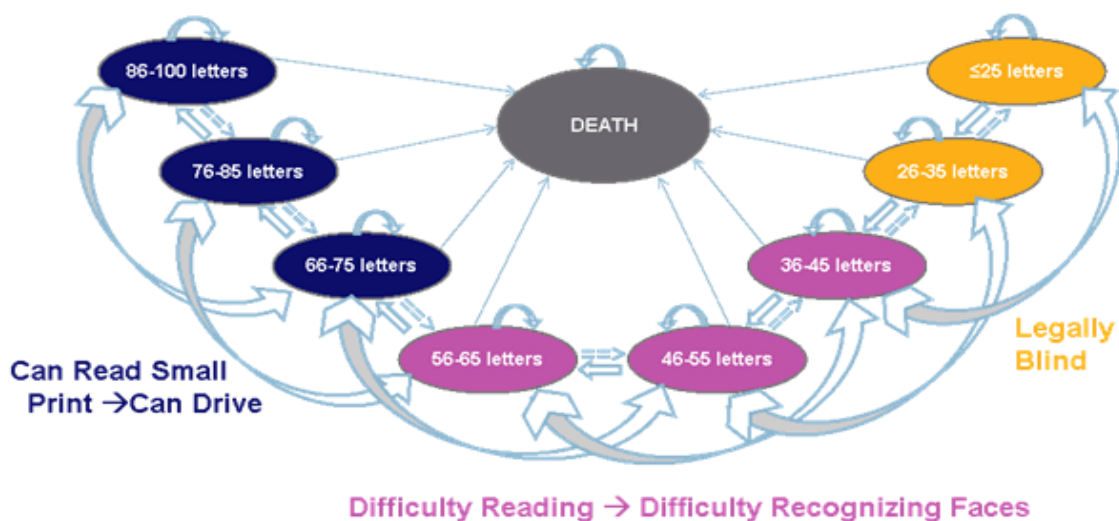 86-100 letters
≤25 letters
DEATH
76-85 letters
26-35 letters
66-75 letters
36-45 letters
56-65 letters
46-55 letters
Can Read Small
Print →Can Drive
Legally
Blind
Difficulty Reading → Difficulty Recognizing Faces